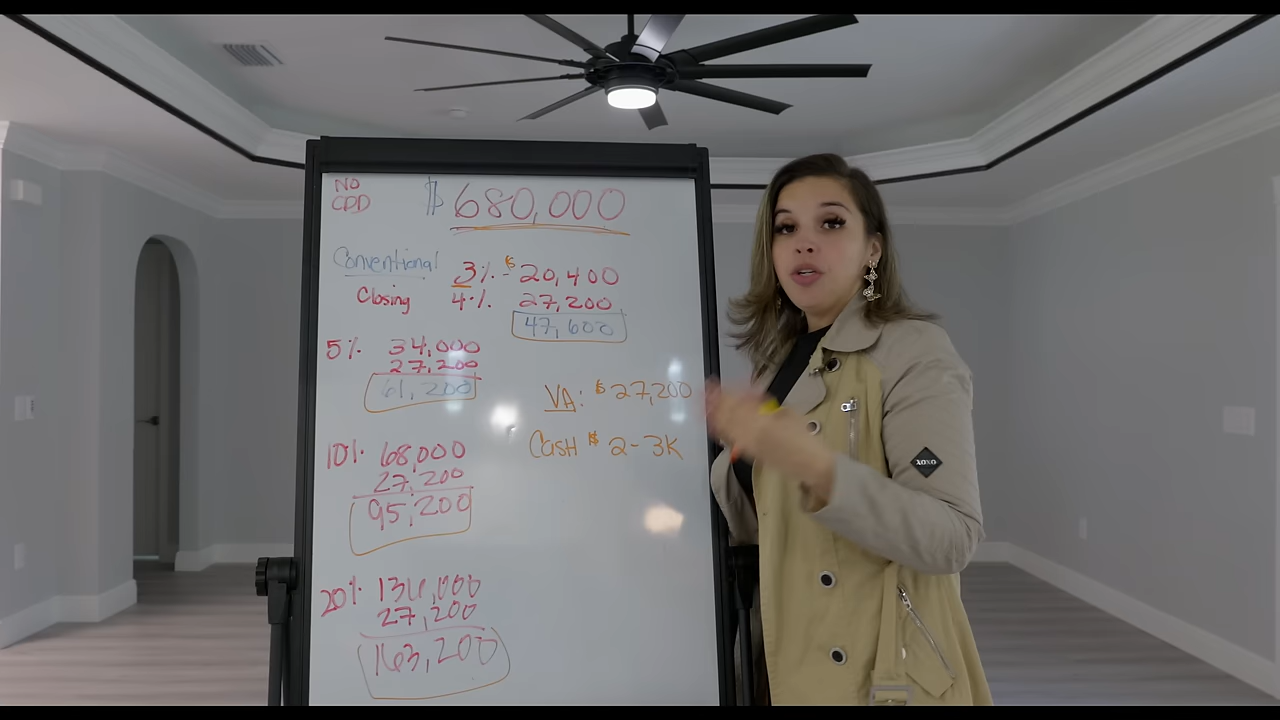 NO
CDD
$ 680,000
Conventional
3% - $ 20,400
Closing 4% 27,200
47,600
5% 34,000
27,200
61,200
VA: $ 27,200
Cash $ 2-3K
10% 68,000
27,200
95,200
20% 136,000
27,200
163,200
XOXO